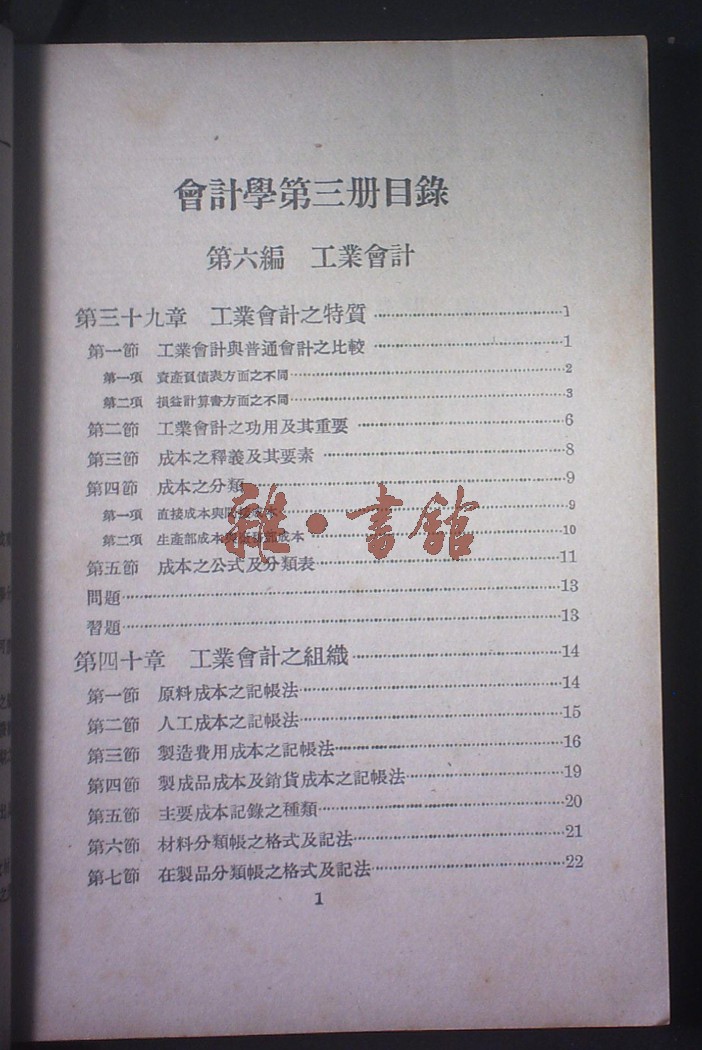 會計學第三册目錄
第六編 工業會計
第三十九章 工業會計之特質 1
第一節 工業會計與普通會計之比較 1
第一項 資產負債表方面之不同 2
第二項 損益計算書方面之不同 3
第二節 工業會計之功用及其重要 6
第三節 成本之釋義及其要素 8
第四節 成本之分類 9
第一項 直接成本與間接成本 9
第二項 生產部成本與 成本 10
第五節 成本之公式及分類表 11
問題 13
習題 13
第四十章 工業會計之組織 14
第一節 原料成本之記帳法 14
第二節 人工成本之記帳法 15
第三節 製造費用成本之記帳法 16
第四節 製成品成本及銷貨成本之記帳法 19
第五節 主要成本記錄之種類 20
第六節 材料分類帳之格式及記法 21
第七節 在製品分類帳之格式及記法 22
1
雜·書館